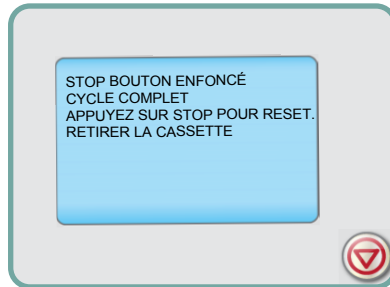 STOP BOUTON ENFONCÉ
CYCLE COMPLET
APPUYEZ SUR STOP POUR RESET.
RETIRER LA CASSETTE